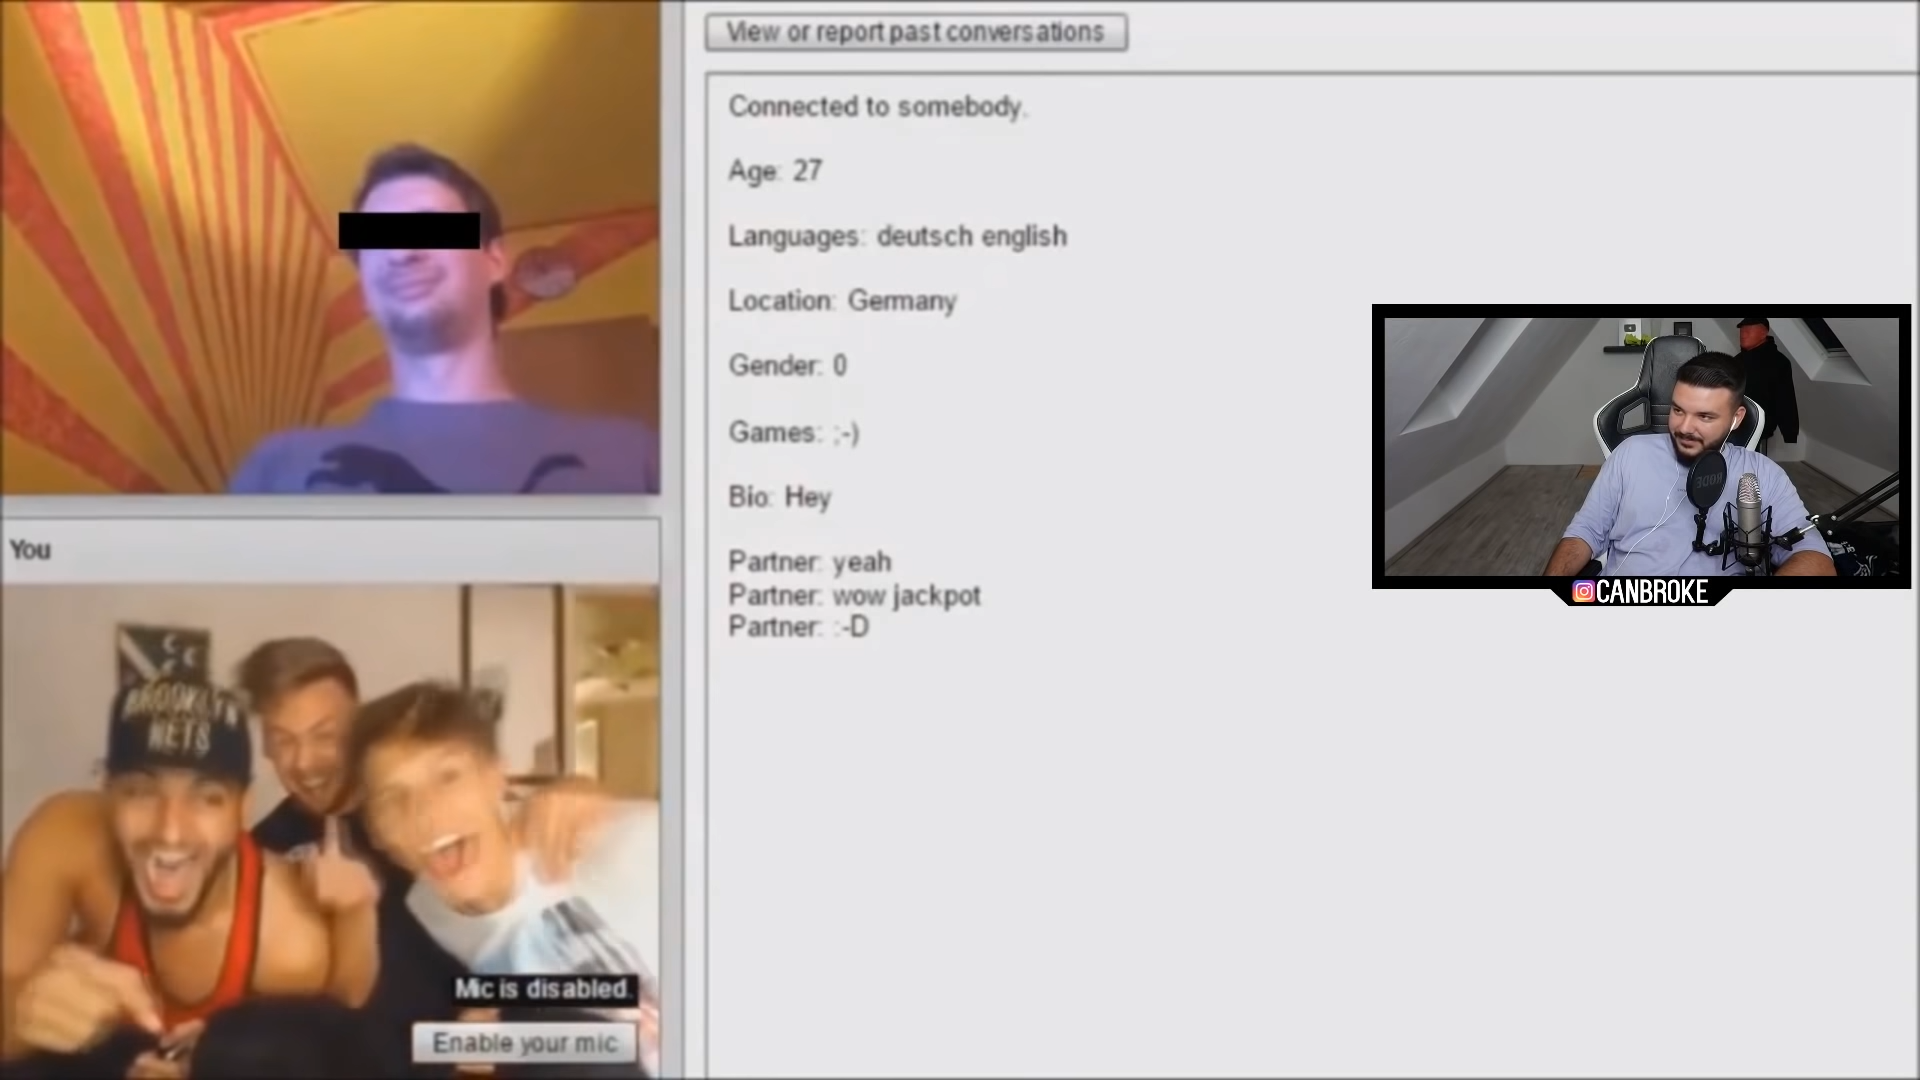 View or report past conversations
Connected to somebody.
Age: 27
Languages: deutsch english
Location: Germany
Gender: 0
Games: ;-)
Bio: Hey
Partner: yeah
Partner: wow jackpot
Partner: :-D
You
BROOKLYN
NETS
Mic is disabled.
Enable your mic
RODE
CANBROKE